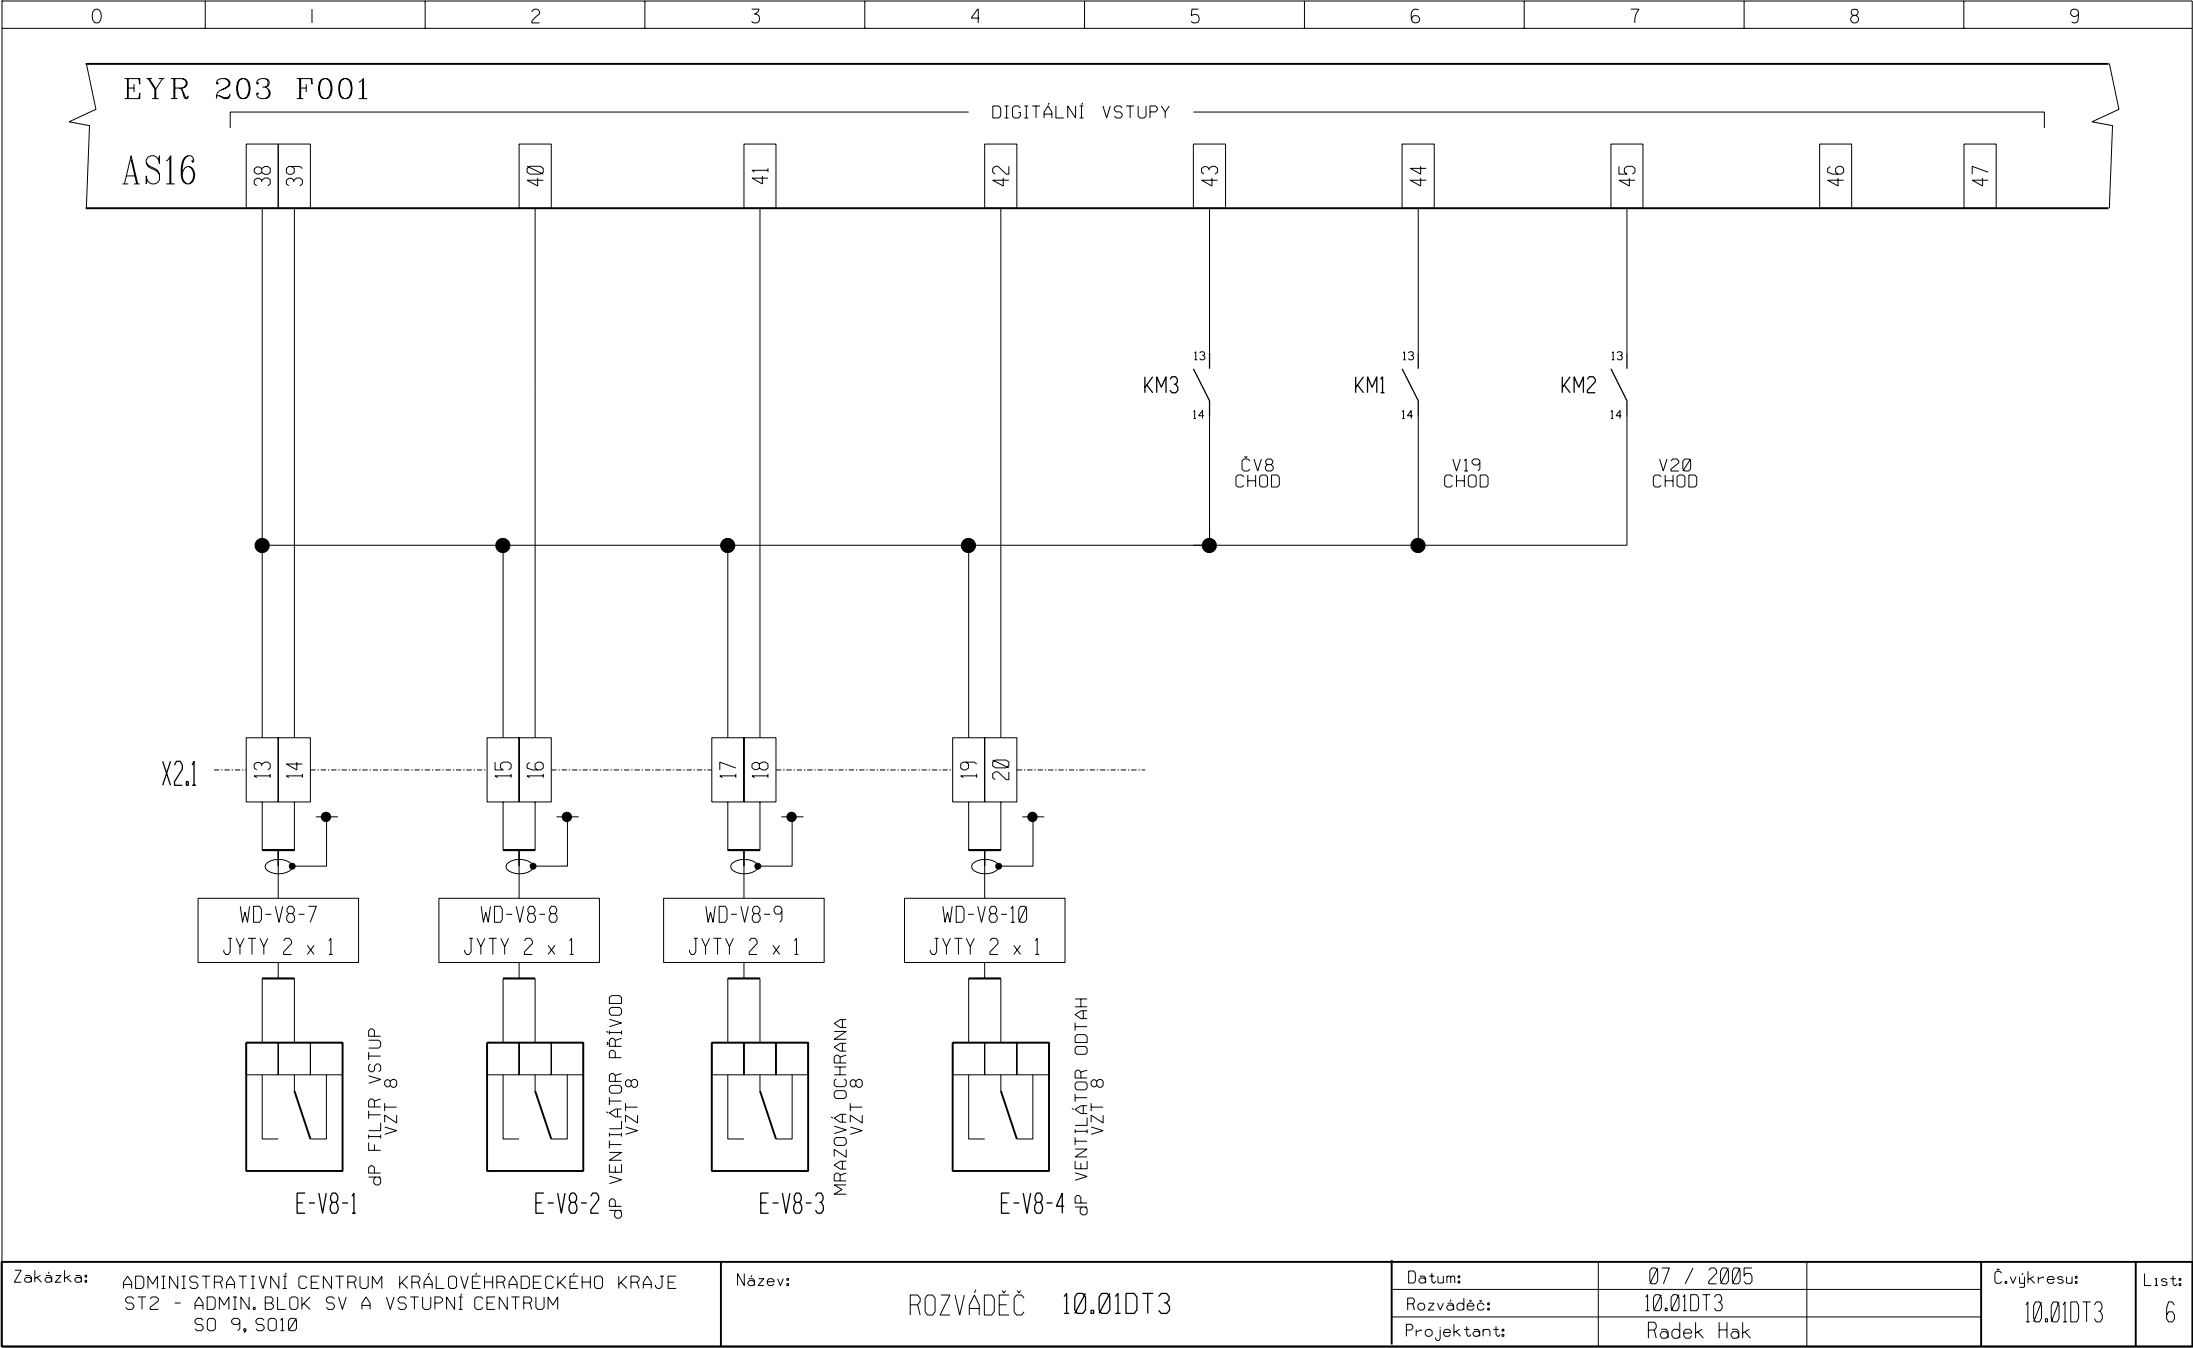 0 1 2 3 4 5 6 7 8 9
EYR 203 F001
DIGITÁLNÍ VSTUPY
AS16
38 39 40 41 42 43 44 45 46 47
13 13 13
KM3 KM1 KM2
14 14 14
ČV8
CHOD
V19
CHOD
V20
CHOD
X2.1
13 14 15 16 17 18 19 20
WD-V8-7
JYTY 2 x 1
WD-V8-8
JYTY 2 x 1
WD-V8-9
JYTY 2 x 1
WD-V8-10
JYTY 2 x 1
dP FILTR VSTUP
VZT 8
dP VENTILÁTOR PŘÍVOD
VZT 8
MRAZOVÁ OCHRANA
VZT 8
dP VENTILÁTOR ODTAH
VZT 8
E-V8-1
E-V8-2
E-V8-3
E-V8-4
Zakázka:
ADMINISTRATIVNÍ CENTRUM KRÁLOVÉHRADECKÉHO KRAJE
ST2 - ADMIN. BLOK SV A VSTUPNÍ CENTRUM
SO 9, SO10
Název:
ROZVÁDĚČ 10.01DT3
Datum: 07 / 2005
Rozváděč: 10.01DT3
Projektant: Radek Hak
Č.výkresu:
10.01DT3
List:
6